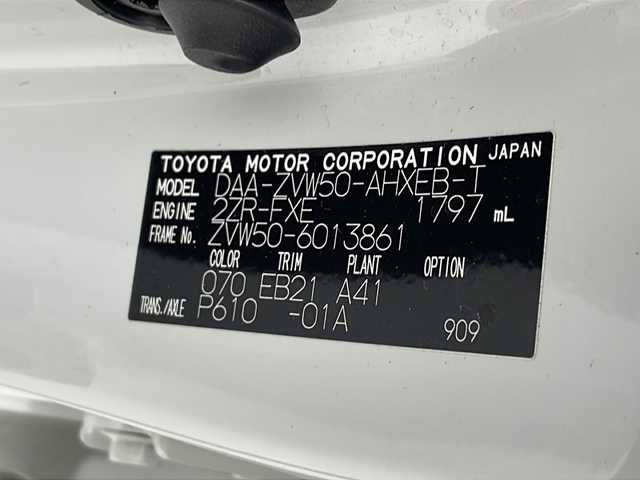 TOYOTA MOTOR CORPORATION JAPAN
MODEL DAA-ZVW50-AHXEB-T
ENGINE 2ZR-FXE 1797 mL
FRAME No. ZVW50-6013861
COLOR TRIM PLANT OPTION
070 EB21 A41
TRANS./AXLE P610 -01A
909